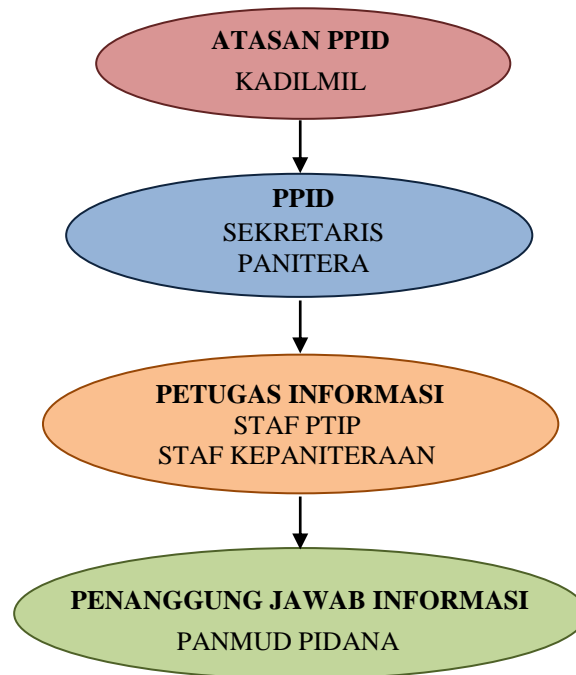 ATASAN PPID
KADILMIL
PPID
SEKRETARIS
PANITERA
PETUGAS INFORMASI
STAF PTIP
STAF KEPANITERAAN
PENANGGUNG JAWAB INFORMASI
PANMUD PIDANA